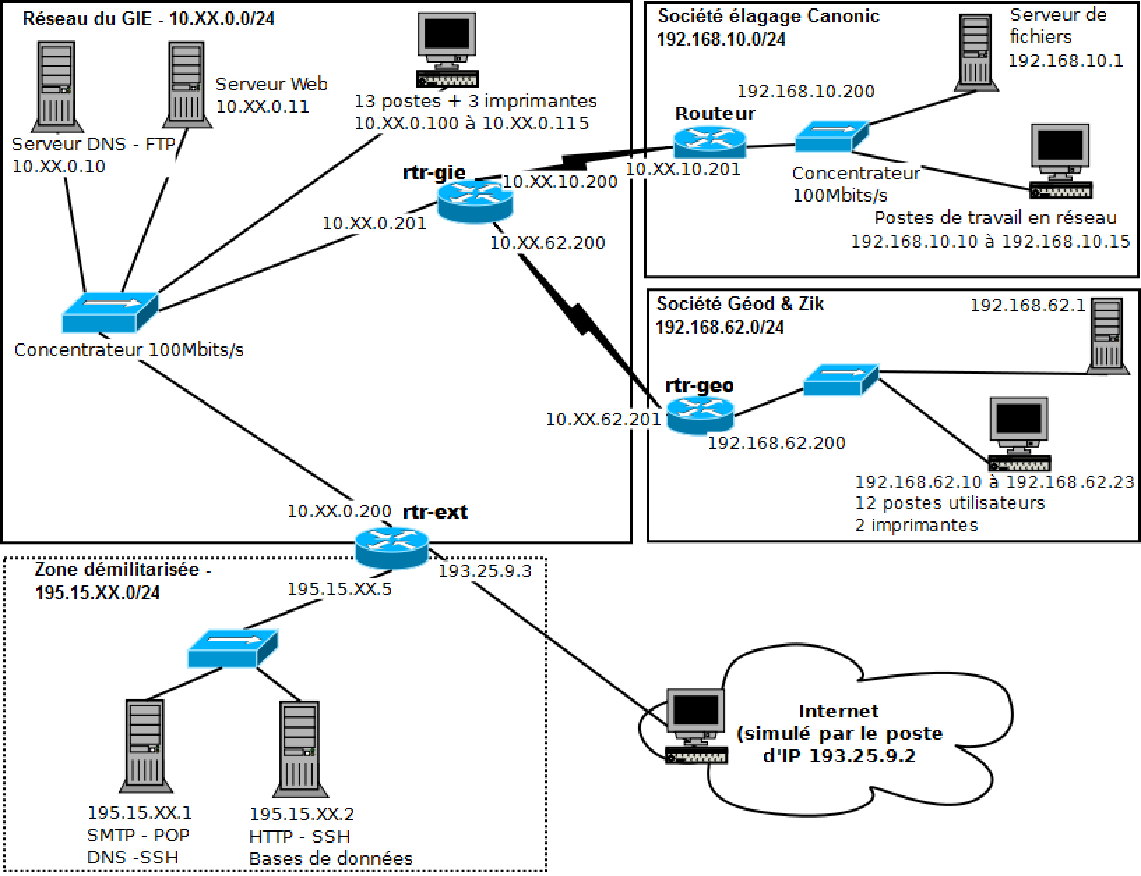 Réseau du GIE - 10.XX.0.0/24
Serveur DNS - FTP
10.XX.0.10
Serveur Web
10.XX.0.11
13 postes + 3 imprimantes
10.XX.0.100 à 10.XX.0.115
rtr-gie
10.XX.10.200
10.XX.0.201
10.XX.62.200
Concentrateur 100Mbits/s
10.XX.0.200
rtr-ext
Société élagage Canonic
192.168.10.0/24
Serveur de
fichiers
192.168.10.1
192.168.10.200
Routeur
10.XX.10.201
Concentrateur
100Mbits/s
Postes de travail en réseau
192.168.10.10 à 192.168.10.15
Société Géod & Zik
192.168.62.0/24
192.168.62.1
rtr-geo
10.XX.62.201
192.168.62.200
192.168.62.10 à 192.168.62.23
12 postes utilisateurs
2 imprimantes
Zone démilitarisée -
195.15.XX.0/24
195.15.XX.5
193.25.9.3
195.15.XX.1
SMTP - POP
DNS -SSH
195.15.XX.2
HTTP - SSH
Bases de données
Internet
(simulé par le poste
d'IP 193.25.9.2